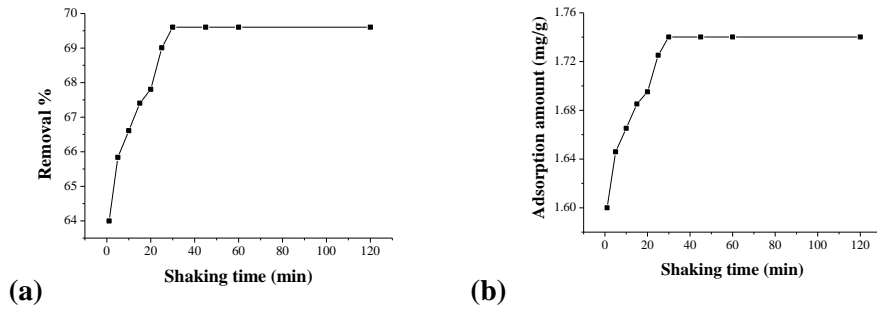 70
69
68
67
66
65
64
Removal %
0 20 40 60 80 100 120
Shaking time (min)
(a)
1.76
1.72
1.68
1.64
1.60
Adsorption amount (mg/g)
0 20 40 60 80 100 120
Shaking time (min)
(b)